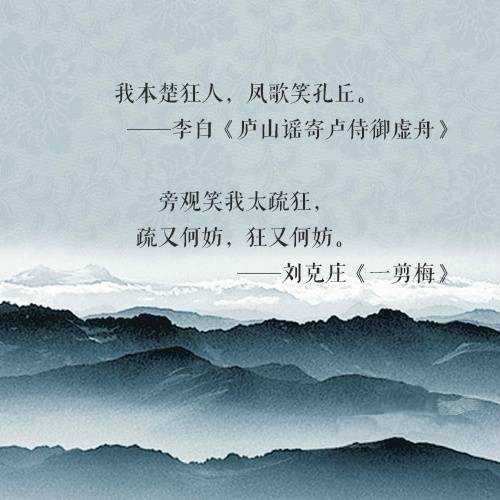 我本楚狂人，凤歌笑孔丘。
——李白《庐山谣寄卢侍御虚舟》
旁观笑我太疏狂，
疏又何妨，狂又何妨。
——刘克庄《一剪梅》